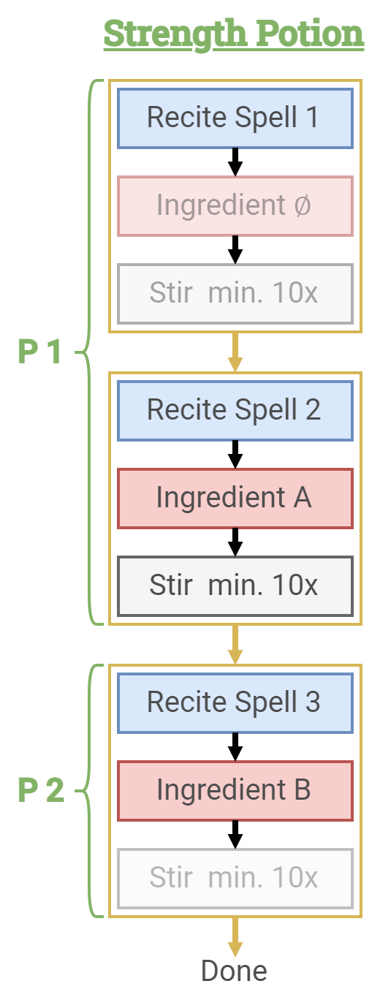 Strength Potion
Recite Spell 1
Ingredient Ø
Stir min. 10x
P 1
Recite Spell 2
Ingredient A
Stir min. 10x
Recite Spell 3
Ingredient B
P 2
Stir min. 10x
Done